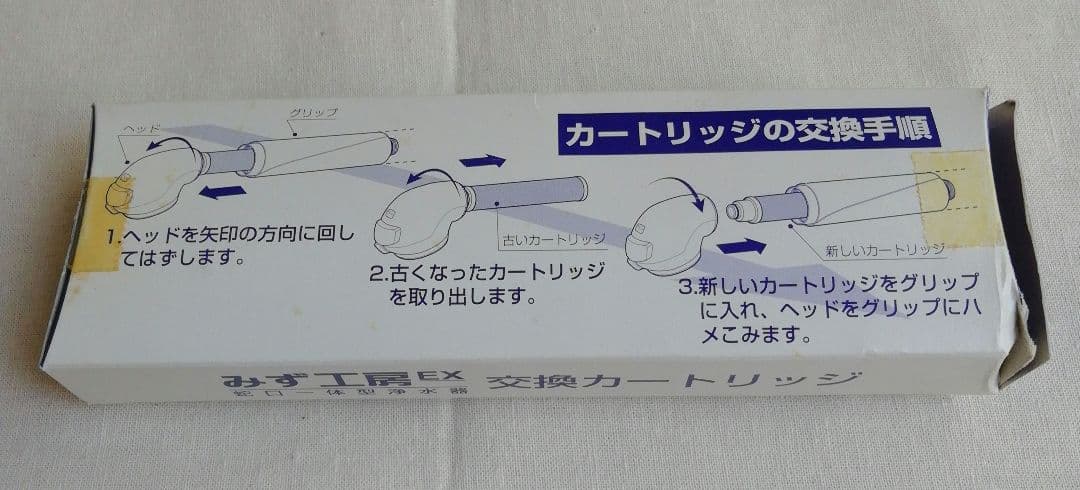 カートリッジの交換手順
ヘッド
グリップ
1.ヘッドを矢印の方向に回し
てはずします。
古いカートリッジ
2.古くなったカートリッジ
を取り出します。
新しいカートリッジ
3.新しいカートリッジをグリップ
に入れ、ヘッドをグリップにハ
メこみます。
みず工房EX 交換カートリッジ
蛇口一体型浄水器